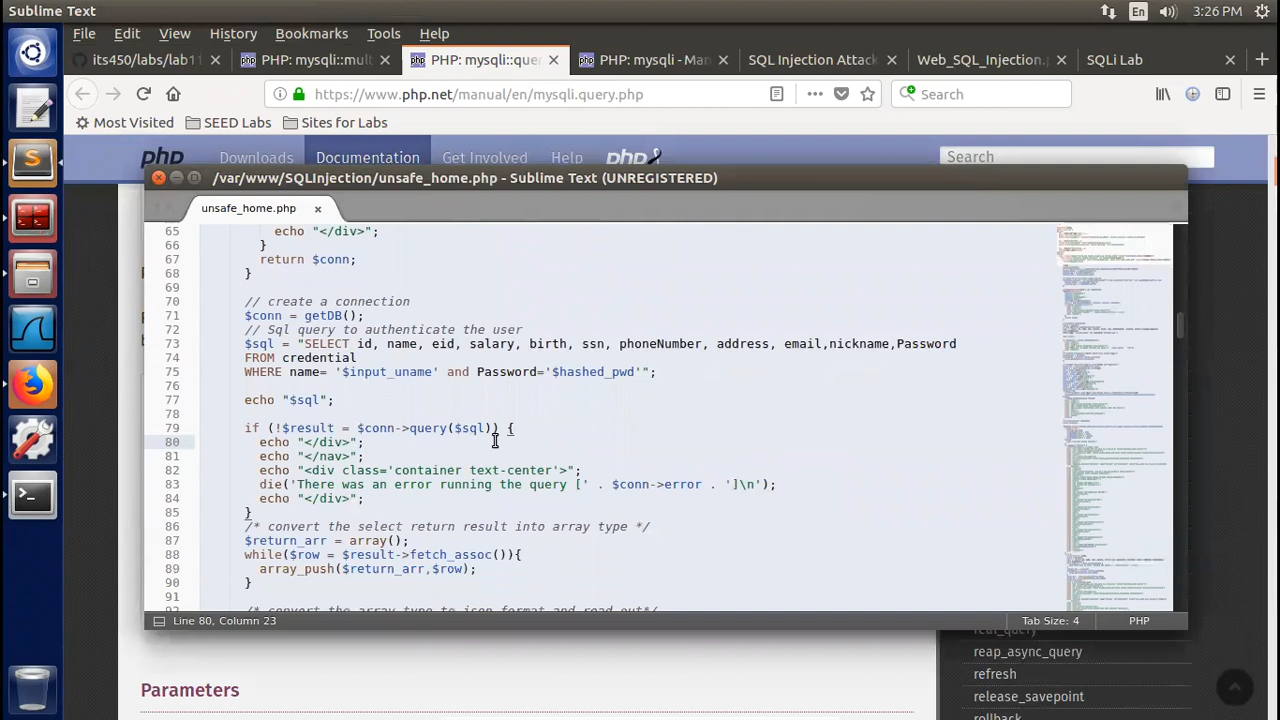 Sublime Text
En
3:26 PM
File Edit View History Bookmarks Tools Help
its450/labs/lab11
PHP: mysqli::mult
PHP: mysqli::que
PHP: mysqli - Man
SQL Injection Attack
Web_SQL_Injection.p
SQLi Lab
https://www.php.net/manual/en/mysqli.query.php
Search
Most Visited SEED Labs Sites for Labs
php Downloads Documentation Get Involved Help php
Search
/var/www/SQLInjection/unsafe_home.php - Sublime Text (UNREGISTERED)
unsafe_home.php
65 echo "</div>";
66 }
67 return $conn;
68 }
69
70 // create a connection
71 $conn = getDB();
72 // Sql query to authenticate the user
73 $sql = "SELECT id, name, eid, salary, birth, ssn, phoneNumber, address, email,nickname,Password
74 FROM credential
75 WHERE name= '$input_uname' and Password='$hashed_pwd'";
76
77 echo "$sql";
78
79 if (!$result = $conn->query($sql)) {
80 echo "</div>";
81 echo "</nav>";
82 echo "<div class='container text-center'>";
83 die('There was an error running the query [' . $conn->error . ']\n');
84 echo "</div>";
85 }
86 /* convert the select return result into array type */
87 $return_arr = array();
88 while($row = $result->fetch_assoc()){
89 array_push($return_arr,$row);
90 }
91
Line 80, Column 23
Tab Size: 4
PHP
Parameters
real_query
reap_async_query
refresh
release_savepoint
rollback